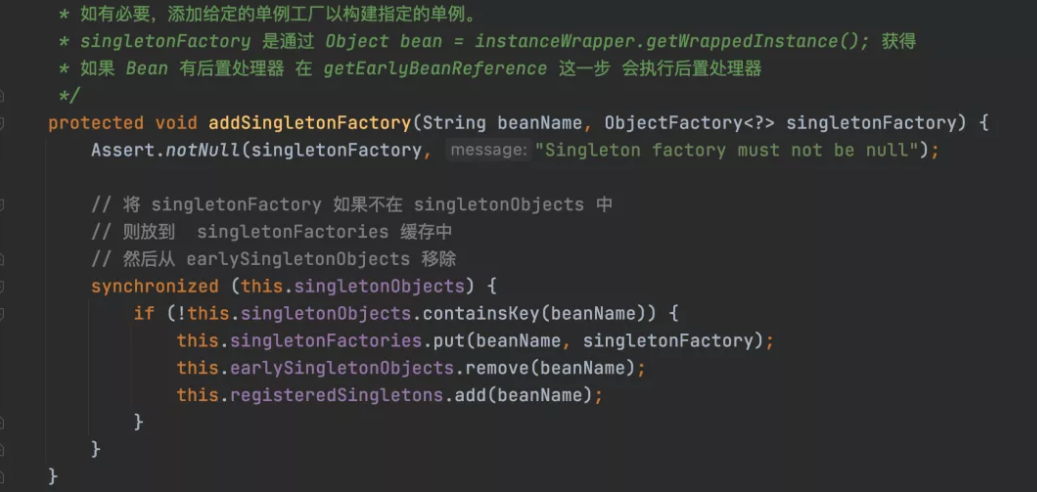 * 如有必要，添加给定的单例工厂以构建指定的单例。
* singletonFactory 是通过 Object bean = instanceWrapper.getWrappedInstance(); 获得
* 如果 Bean 有后置处理器 在 getEarlyBeanReference 这一步 会执行后置处理器
*/
protected void addSingletonFactory(String beanName, ObjectFactory<?> singletonFactory) {
Assert.notNull(singletonFactory, message: "Singleton factory must not be null");
// 将 singletonFactory 如果不在 singletonObjects 中
// 则放到 singletonFactories 缓存中
// 然后从 earlySingletonObjects 移除
synchronized (this.singletonObjects) {
if (!this.singletonObjects.containsKey(beanName)) {
this.singletonFactories.put(beanName, singletonFactory);
this.earlySingletonObjects.remove(beanName);
this.registeredSingletons.add(beanName);
}
}
}